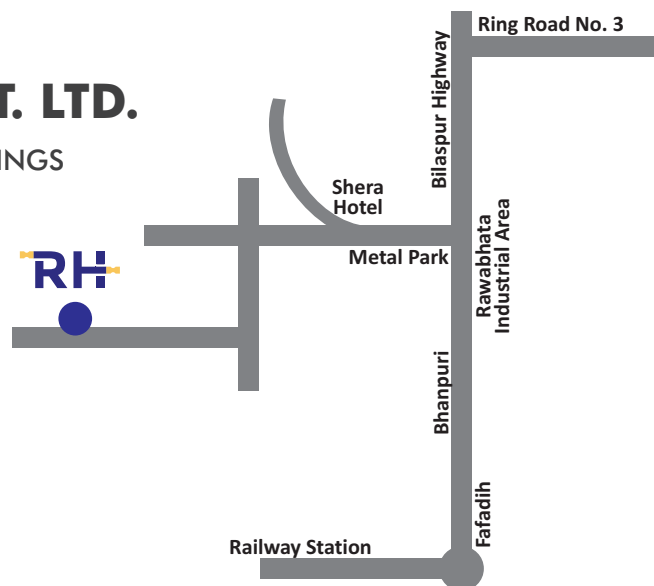 Ring Road No. 3
Bilaspur Highway
T. LTD.
INGS
Shera
Hotel
Rawabhata
Industrial Area
Metal Park
RH
Bhanpuri
Fafadih
Railway Station